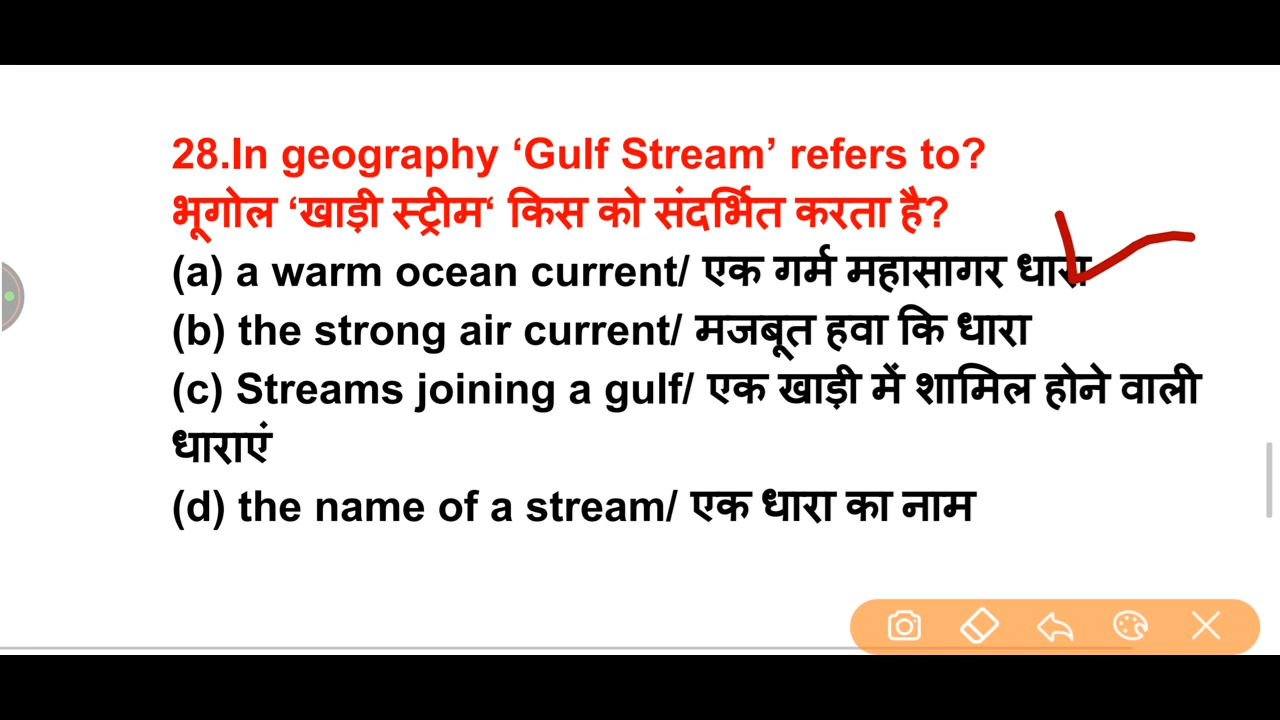 28.In geography ‘Gulf Stream’ refers to?
भूगोल ‘खाड़ी स्ट्रीम‘ किस को संदर्भित करता है?
(a) a warm ocean current/ एक गर्म महासागर धारा
(b) the strong air current/ मजबूत हवा कि धारा
(c) Streams joining a gulf/ एक खाड़ी में शामिल होने वाली
धाराएं
(d) the name of a stream/ एक धारा का नाम